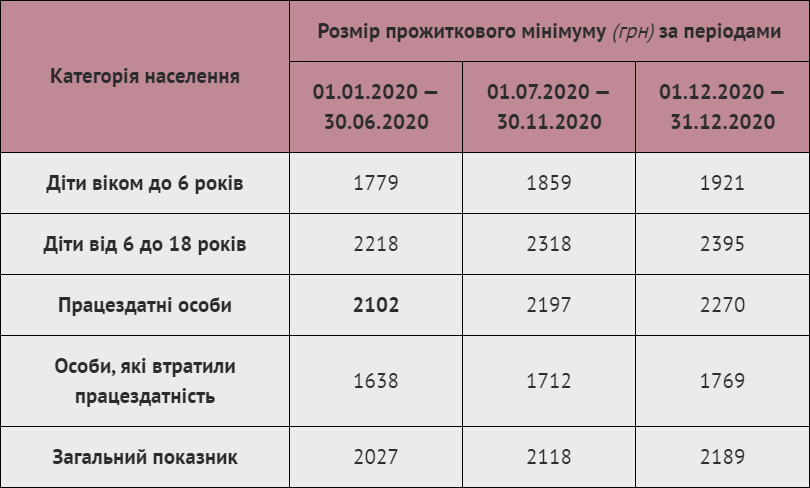 Категорія населення
Розмір прожиткового мінімуму (грн) за періодами
01.01.2020 —
30.06.2020
01.07.2020 —
30.11.2020
01.12.2020 —
31.12.2020
Діти віком до 6 років
1779
1859
1921
Діти від 6 до 18 років
2218
2318
2395
Працездатні особи
2102
2197
2270
Особи, які втратили
працездатність
1638
1712
1769
Загальний показник
2027
2118
2189